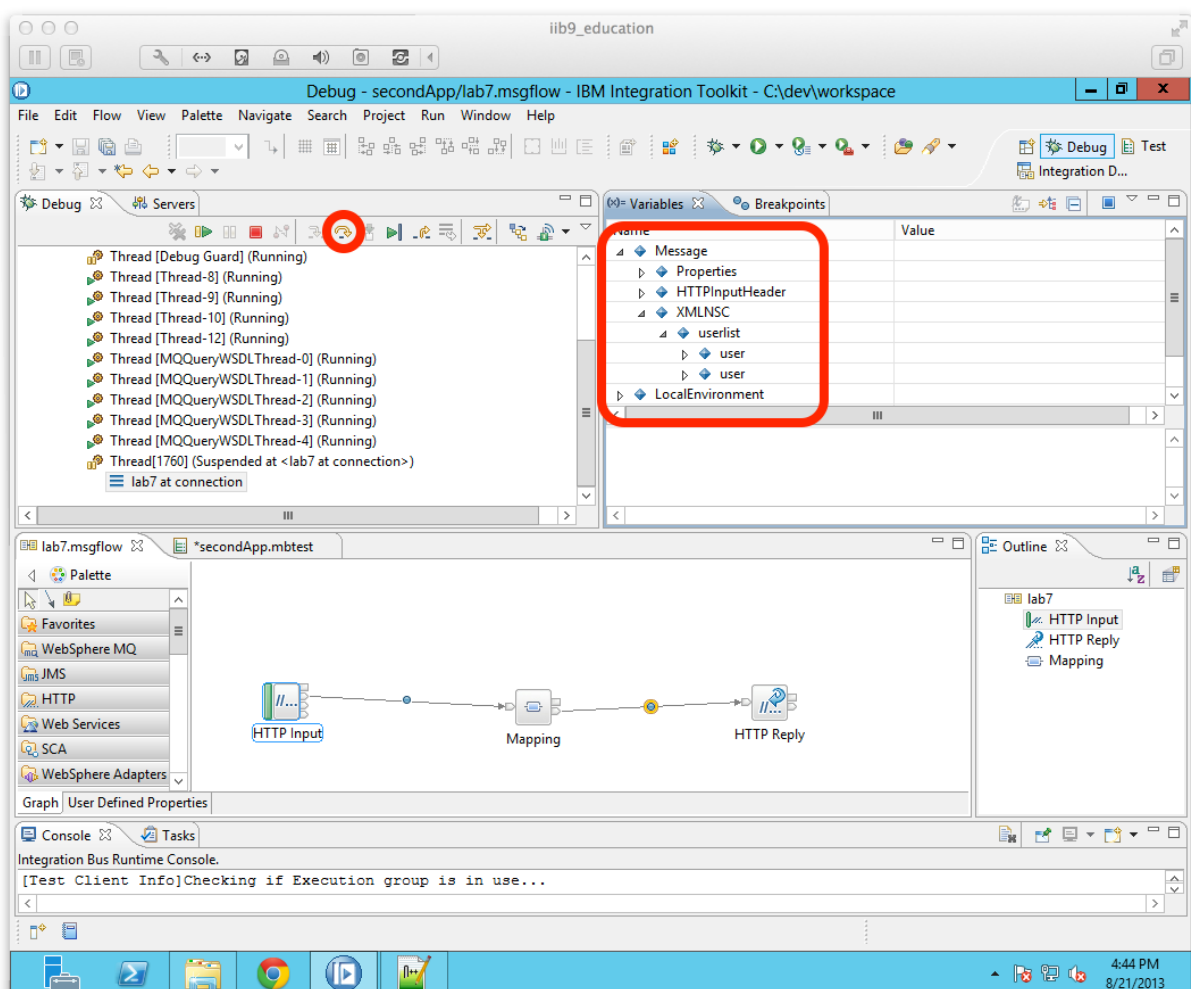 iib9_education
Debug - secondApp/lab7.msgflow - IBM Integration Toolkit - C:\dev\workspace
File Edit Flow View Palette Navigate Search Project Run Window Help
Debug Test
Integration D...
Debug Servers
Thread [Debug Guard] (Running)
Thread [Thread-8] (Running)
Thread [Thread-9] (Running)
Thread [Thread-10] (Running)
Thread [Thread-12] (Running)
Thread [MQQueryWSDLThread-0] (Running)
Thread [MQQueryWSDLThread-1] (Running)
Thread [MQQueryWSDLThread-2] (Running)
Thread [MQQueryWSDLThread-3] (Running)
Thread [MQQueryWSDLThread-4] (Running)
Thread[1760] (Suspended at <lab7 at connection>)
lab7 at connection
(x)= Variables Breakpoints
Name Value
Message
Properties
HTTPInputHeader
XMLNSC
userlist
user
user
LocalEnvironment
lab7.msgflow *secondApp.mbtest
Palette
Favorites
WebSphere MQ
JMS
HTTP
Web Services
SCA
WebSphere Adapters
HTTP Input
Mapping
HTTP Reply
Graph User Defined Properties
Outline
lab7
HTTP Input
HTTP Reply
Mapping
Console Tasks
Integration Bus Runtime Console.
[Test Client Info]Checking if Execution group is in use...
4:44 PM
8/21/2013